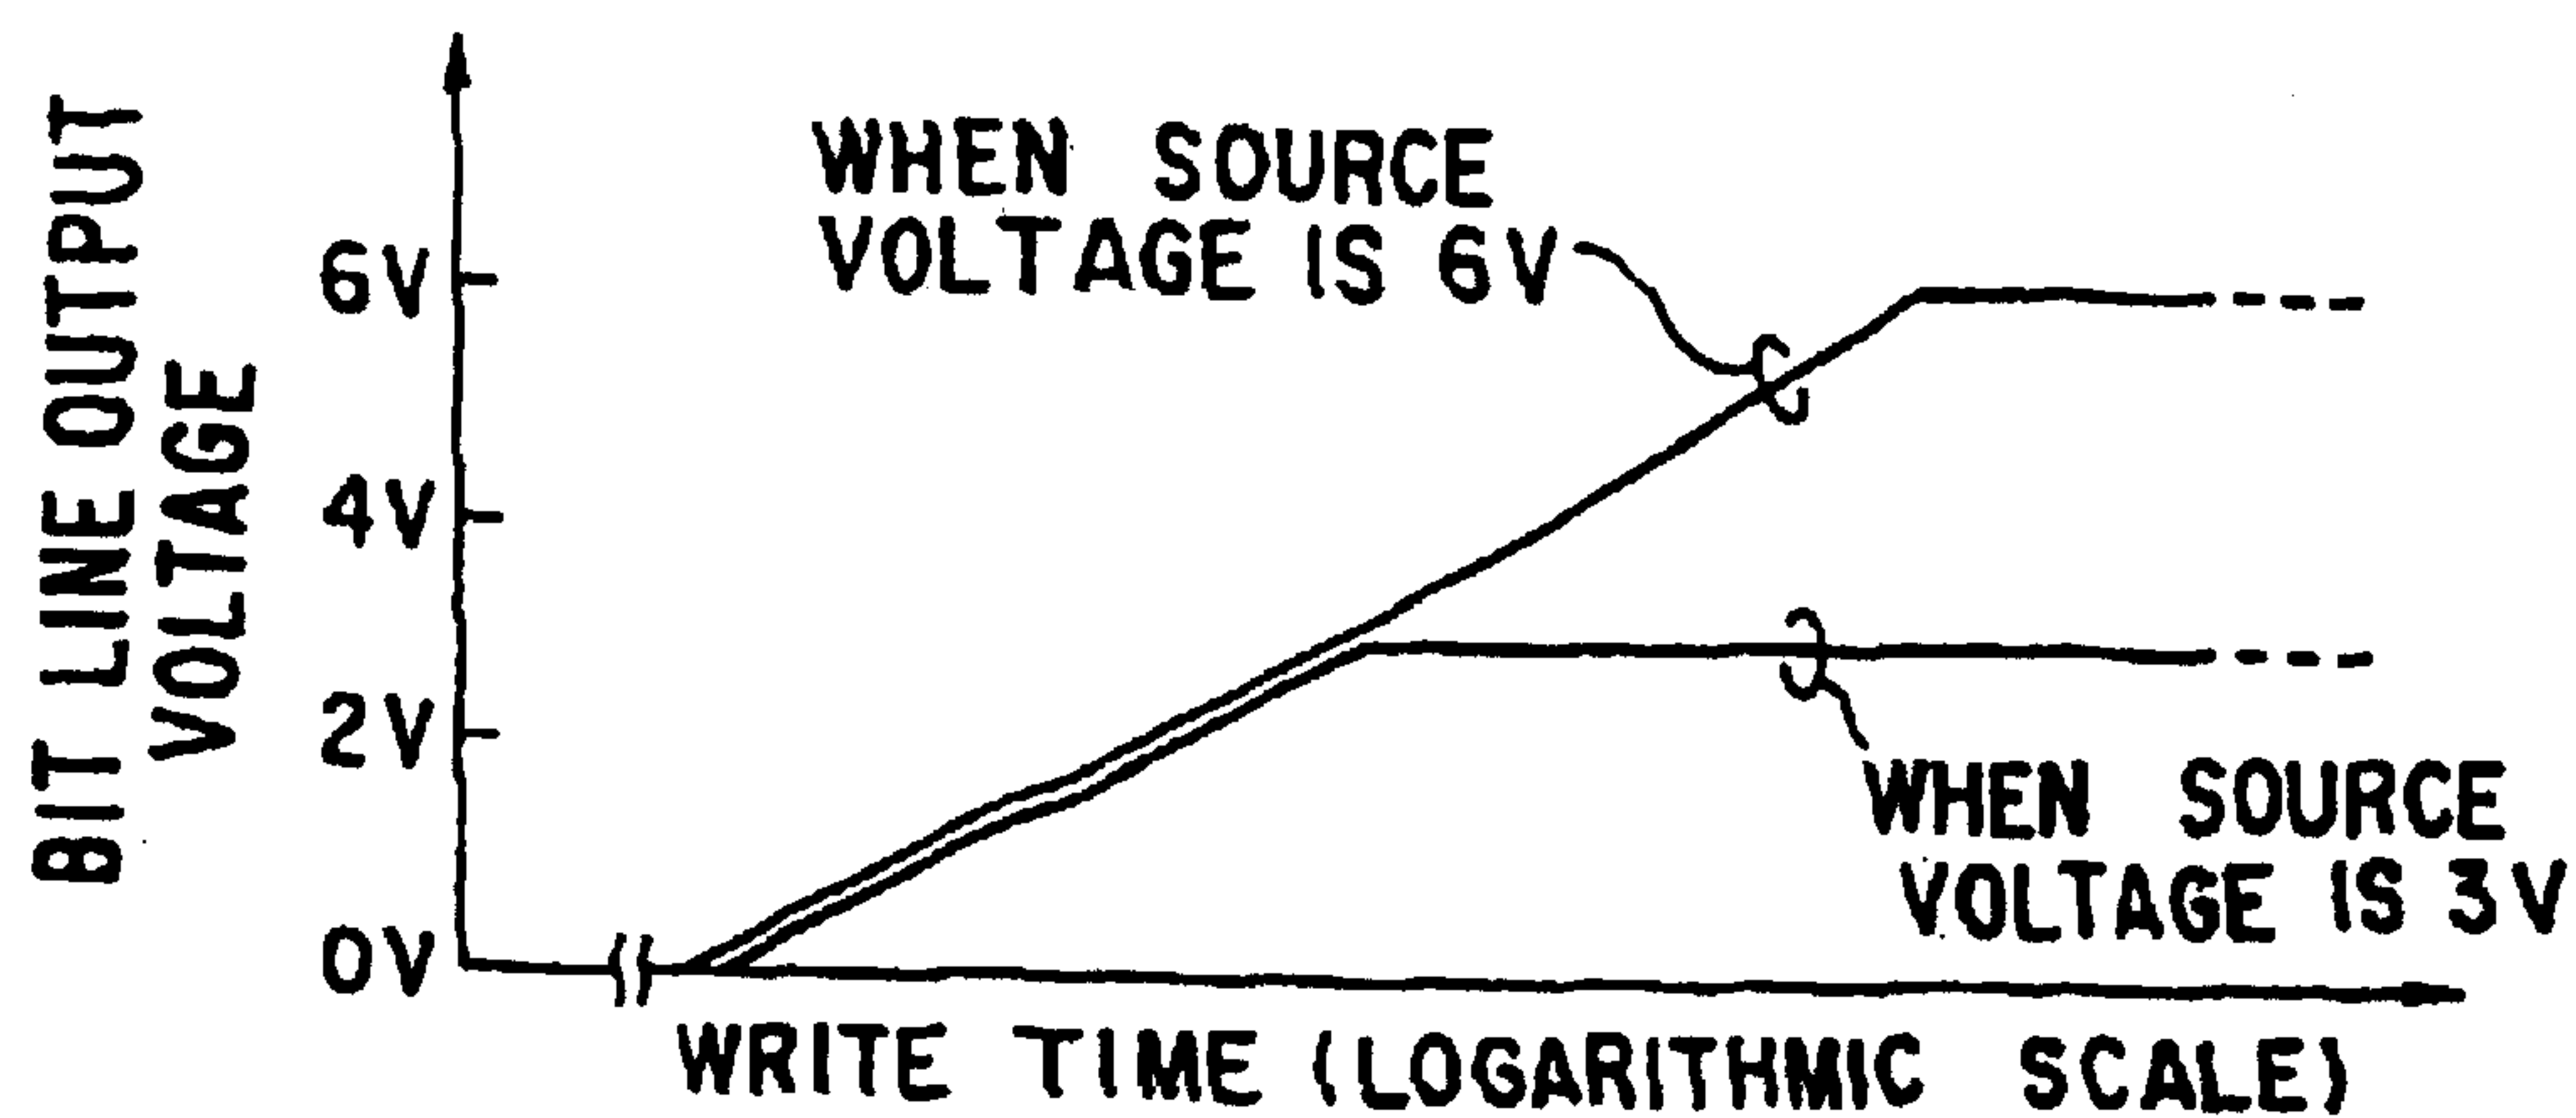 BIT LINE OUTPUT
VOLTAGE
6V
4V
2V
0V
WHEN SOURCE
VOLTAGE IS 6V
WHEN SOURCE
VOLTAGE IS 3V
WRITE TIME (LOGARITHMIC SCALE)